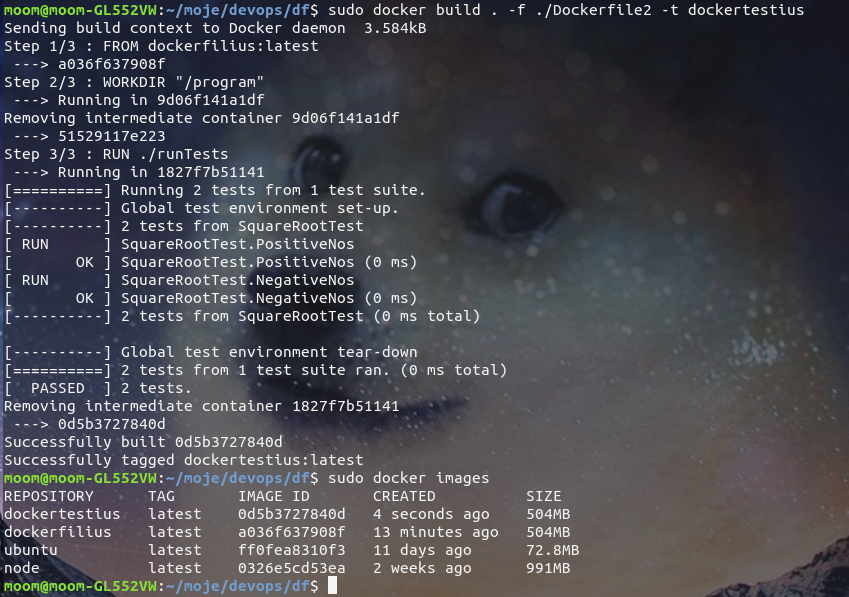 moom@moom-GL552VW:~/moje/devops/df$ sudo docker build . -f ./Dockerfile2 -t dockertestius
Sending build context to Docker daemon  3.584kB
Step 1/3 : FROM dockerfilius:latest
 ---> a036f637908f
Step 2/3 : WORKDIR "/program"
 ---> Running in 9d06f141a1df
Removing intermediate container 9d06f141a1df
 ---> 51529117e223
Step 3/3 : RUN ./runTests
 ---> Running in 1827f7b51141
[==========] Running 2 tests from 1 test suite.
[----------] Global test environment set-up.
[----------] 2 tests from SquareRootTest
[ RUN      ] SquareRootTest.PositiveNos
[       OK ] SquareRootTest.PositiveNos (0 ms)
[ RUN      ] SquareRootTest.NegativeNos
[       OK ] SquareRootTest.NegativeNos (0 ms)
[----------] 2 tests from SquareRootTest (0 ms total)

[----------] Global test environment tear-down
[==========] 2 tests from 1 test suite ran. (0 ms total)
[  PASSED  ] 2 tests.
Removing intermediate container 1827f7b51141
 ---> 0d5b3727840d
Successfully built 0d5b3727840d
Successfully tagged dockertestius:latest
moom@moom-GL552VW:~/moje/devops/df$ sudo docker images
REPOSITORY      TAG       IMAGE ID       CREATED          SIZE
dockertestius   latest    0d5b3727840d   4 seconds ago    504MB
dockerfilius    latest    a036f637908f   13 minutes ago   504MB
ubuntu          latest    ff0fea8310f3   11 days ago      72.8MB
node            latest    0326e5cd53ea   2 weeks ago      991MB
moom@moom-GL552VW:~/moje/devops/df$